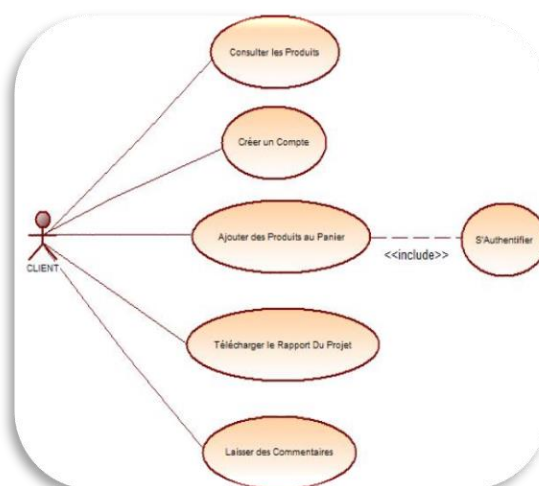 Consulter les Produits
Créer un Compte
Ajouter des Produits au Panier
S'Authentifier
<<include>>
CLIENT
Télécharger le Rapport Du Projet
Laisser des Commentaires